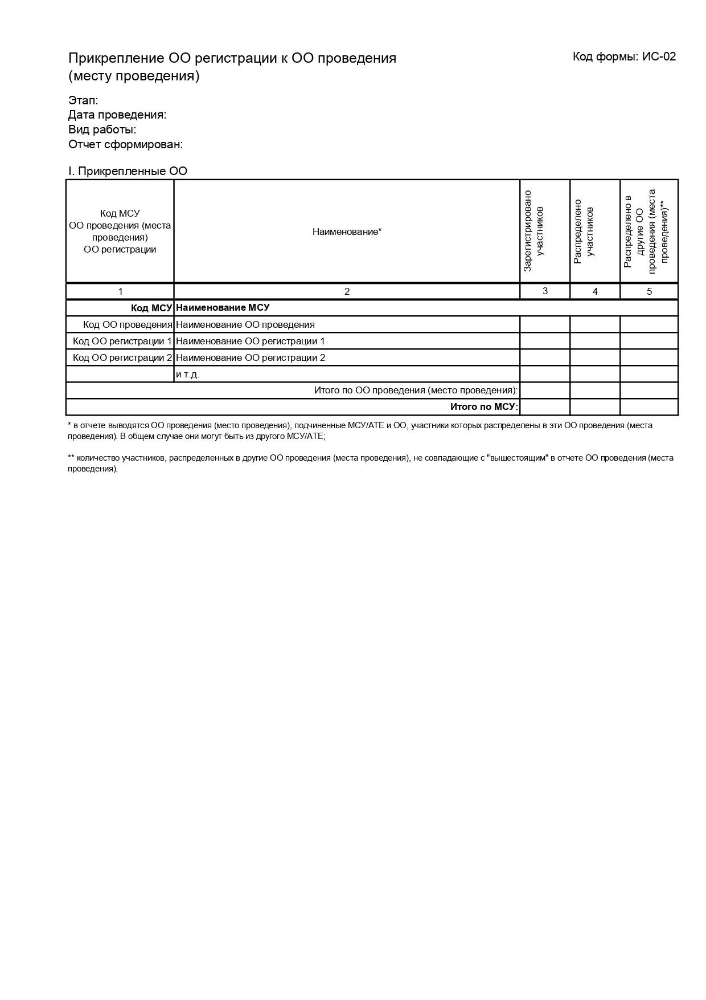 Прикрепление ОО регистрации к ОО проведения
(месту проведения)
Код формы: ИС-02
Этап:
Дата проведения:
Вид работы:
Отчет сформирован:
I. Прикрепленные ОО
Код МСУ
ОО проведения (места
проведения)
ОО регистрации
Наименование*
Зарегистрировано
участников
Распределено
участников
Распределено в
другие ОО
проведения (места
проведения)**
1 2 3 4 5
Код МСУ Наименование МСУ
Код ОО проведения Наименование ОО проведения
Код ОО регистрации 1 Наименование ОО регистрации 1
Код ОО регистрации 2 Наименование ОО регистрации 2
и т.д.
Итого по ОО проведения (место проведения):
Итого по МСУ:
* в отчете выводятся ОО проведения (место проведения), подчиненные МСУ/АТЕ и ОО, участники которых распределены в эти ОО проведения (места
проведения). В общем случае они могут быть из другого МСУ/АТЕ;
** количество участников, распределенных в другие ОО проведения (места проведения), не совпадающие с "вышестоящим" в отчете ОО проведения (места
проведения).